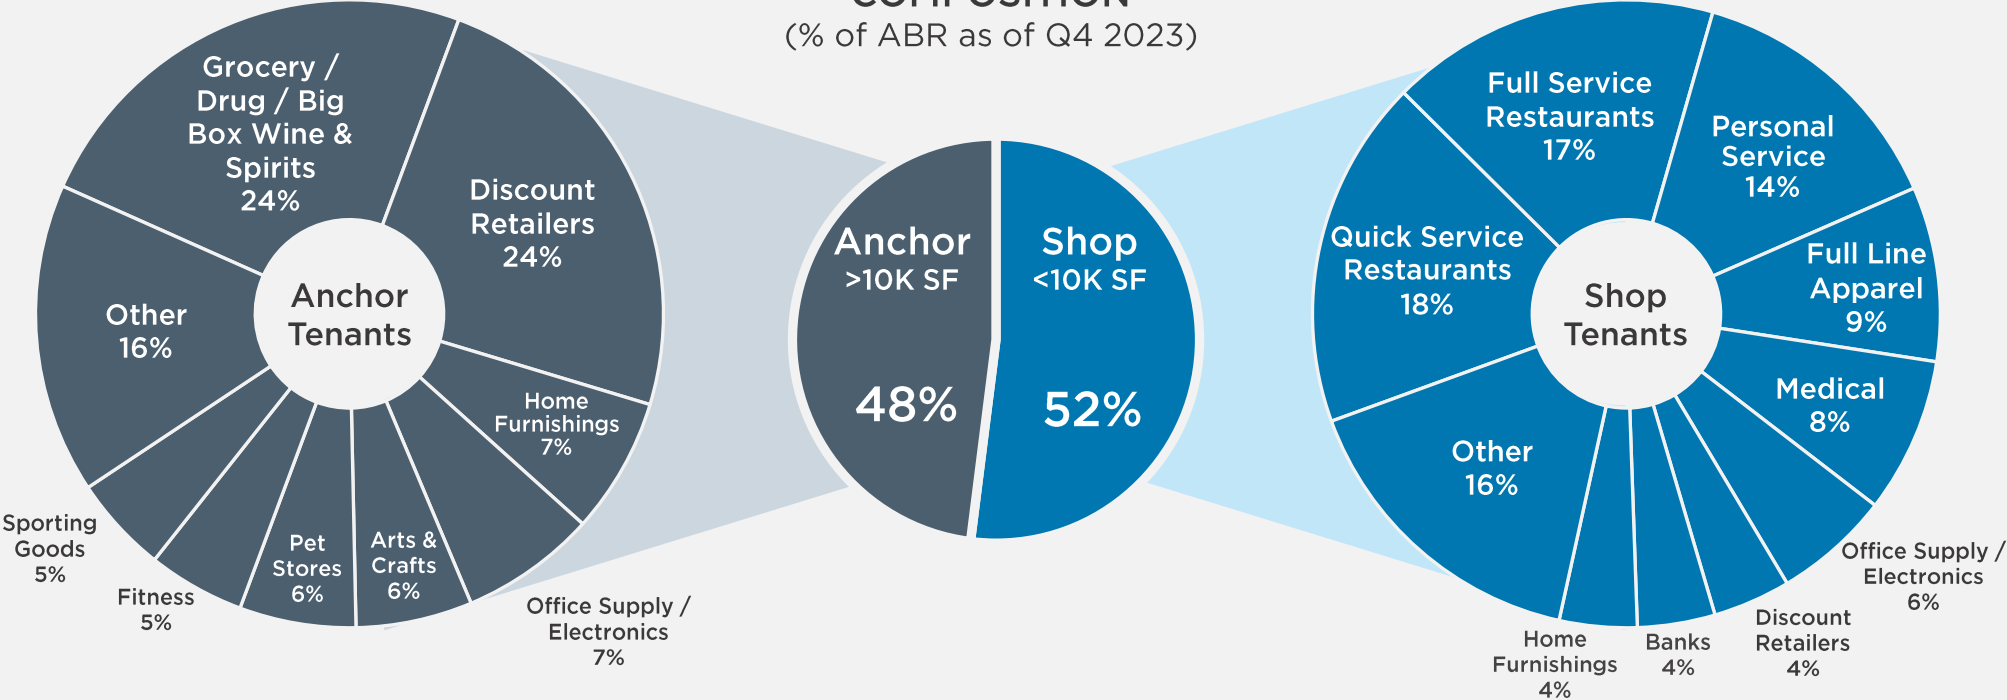 COMPOSITION
(% of ABR as of Q4 2023)
Grocery /
Drug / Big
Box Wine &
Spirits
24%
Discount
Retailers
24%
Other
16%
Anchor
Tenants
Home
Furnishings
7%
Sporting
Goods
5%
Fitness
5%
Pet
Stores
6%
Arts &
Crafts
6%
Office Supply /
Electronics
7%
Anchor
>10K SF
48%
Shop
<10K SF
52%
Full Service
Restaurants
17%
Personal
Service
14%
Quick Service
Restaurants
18%
Full Line
Apparel
9%
Shop
Tenants
Medical
8%
Other
16%
Office Supply /
Electronics
6%
Discount
Retailers
4%
Banks
4%
Home
Furnishings
4%